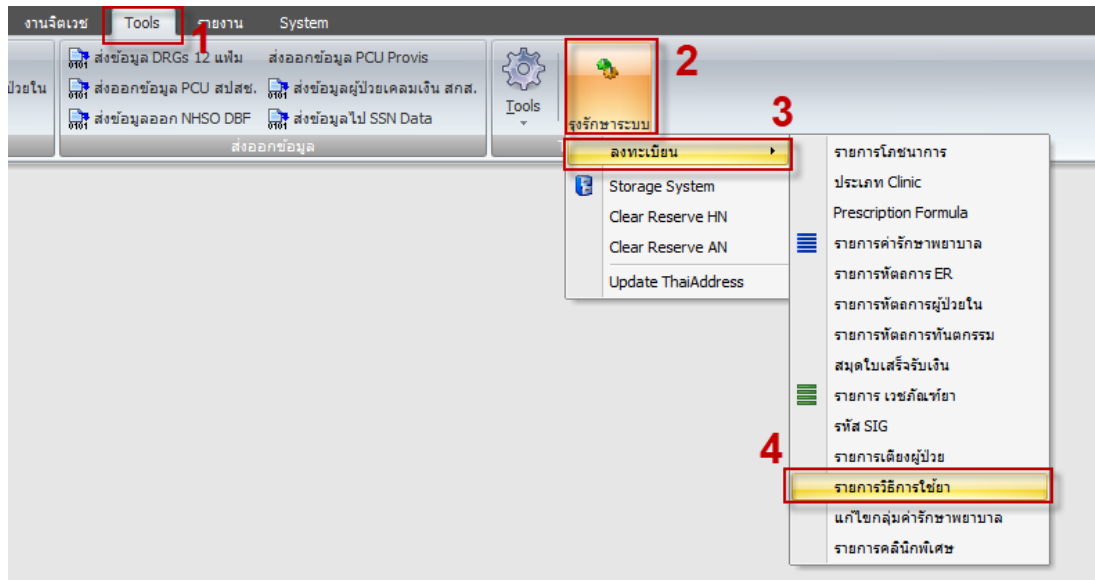 งานจิตเวช Tools รายงาน System
1
ส่งข้อมูล DRGs 12 แฟ้ม ส่งออกข้อมูล PCU Provis
ป่วยใน ส่งออกข้อมูล PCU สปสช. ส่งข้อมูลผู้ป่วยเคลมเงิน สกส.
ส่งข้อมูลออก NHSO DBF ส่งข้อมูลไป SSN Data
ส่งออกข้อมูล
Tools
2
รุงรักษาระบบ
3
ลงทะเบียน
Storage System
Clear Reserve HN
Clear Reserve AN
Update ThaiAddress
รายการโภชนาการ
ประเภท Clinic
Prescription Formula
รายการค่ารักษาพยาบาล
รายการหัตถการ ER
รายการหัตถการผู้ป่วยใน
รายการหัตถการทันตกรรม
สมุดใบเสร็จรับเงิน
รายการ เวชภัณฑ์ยา
รหัส SIG
รายการเตียงผู้ป่วย
4
รายการวิธีการใช้ยา
แก้ไขกลุ่มค่ารักษาพยาบาล
รายการคลินิกพิเศษ